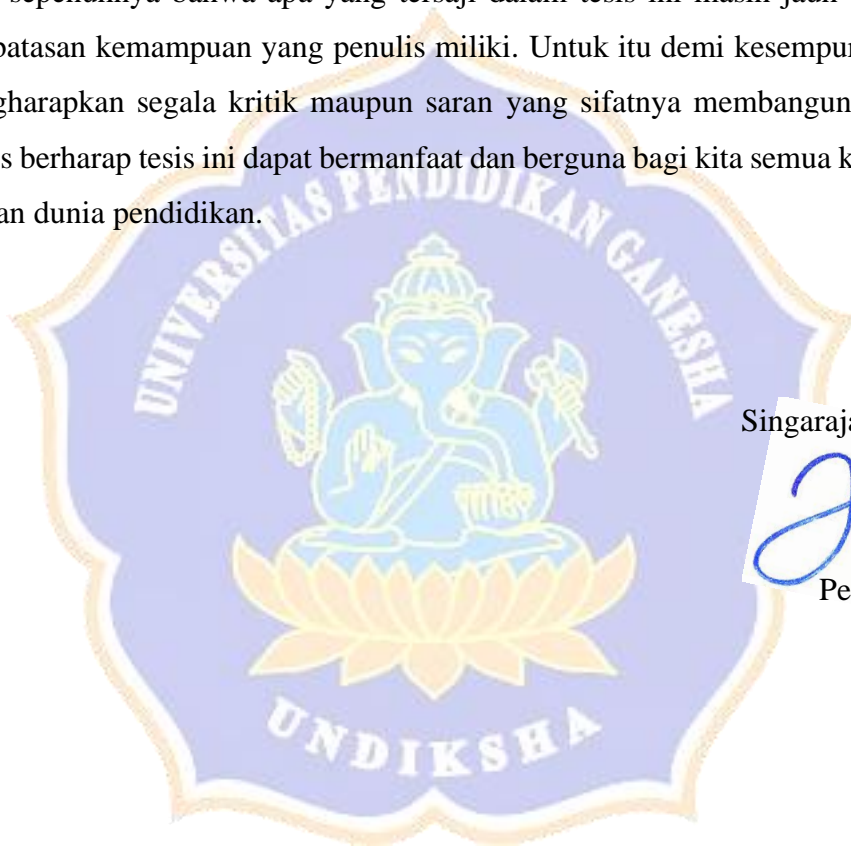 sepenuhnya bahwa apa yang tersaji dalam tesis ini masih jauh
batasan kemampuan yang penulis miliki. Untuk itu demi kesempur
gharapkan segala kritik maupun saran yang sifatnya membangun
s berharap tesis ini dapat bermanfaat dan berguna bagi kita semua k
an dunia pendidikan.
UNIVERSITAS PENDIDIKAN GANESHA
Singaraja
Pe
UNDIKSHA